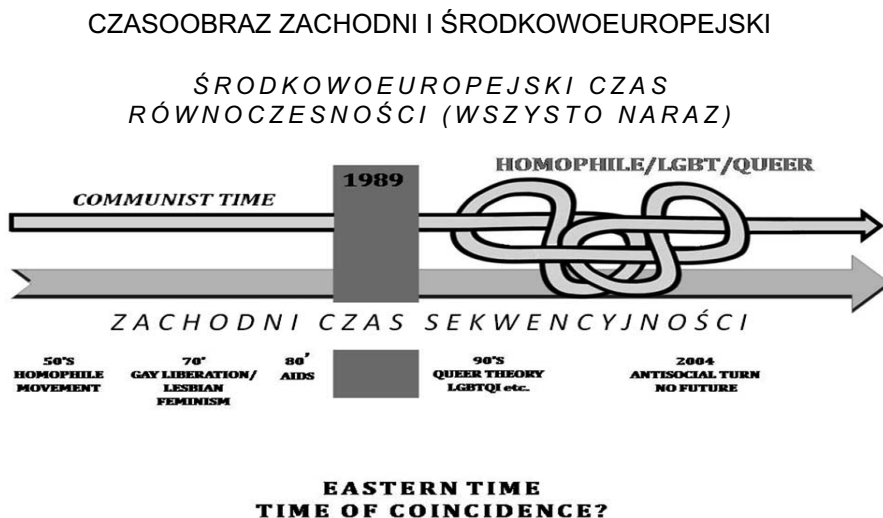 CZASOOBRAZ ZACHODNI I ŚRODKOWOEUROPEJSKI
ŚRODKOWOEUROPEJSKI CZAS
RÓWNOCZESNOŚCI (WSZYSTO NARAZ)
HOMOPHILE/LGBT/QUEER
1989
COMMUNIST TIME
ZACHODNI CZAS SEKWENCYJNOŚCI
50'S
HOMOPHILE
MOVEMENT
70'
GAY LIBERATION/
LESBIAN
FEMINISM
80'
AIDS
90'S
QUEER THEORY
LGBTQI etc.
2004
ANTISOCIAL TURN
NO FUTURE
EASTERN TIME
TIME OF COINCIDENCE?